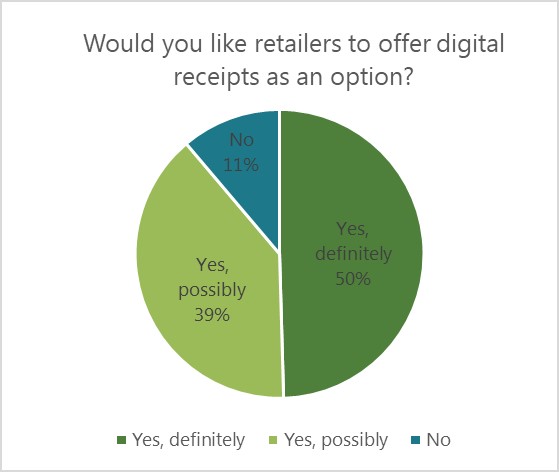 Would you like retailers to offer digital
receipts as an option?
No
11%
Yes,
definitely
50%
Yes,
possibly
39%
Yes, definitely
Yes, possibly
No